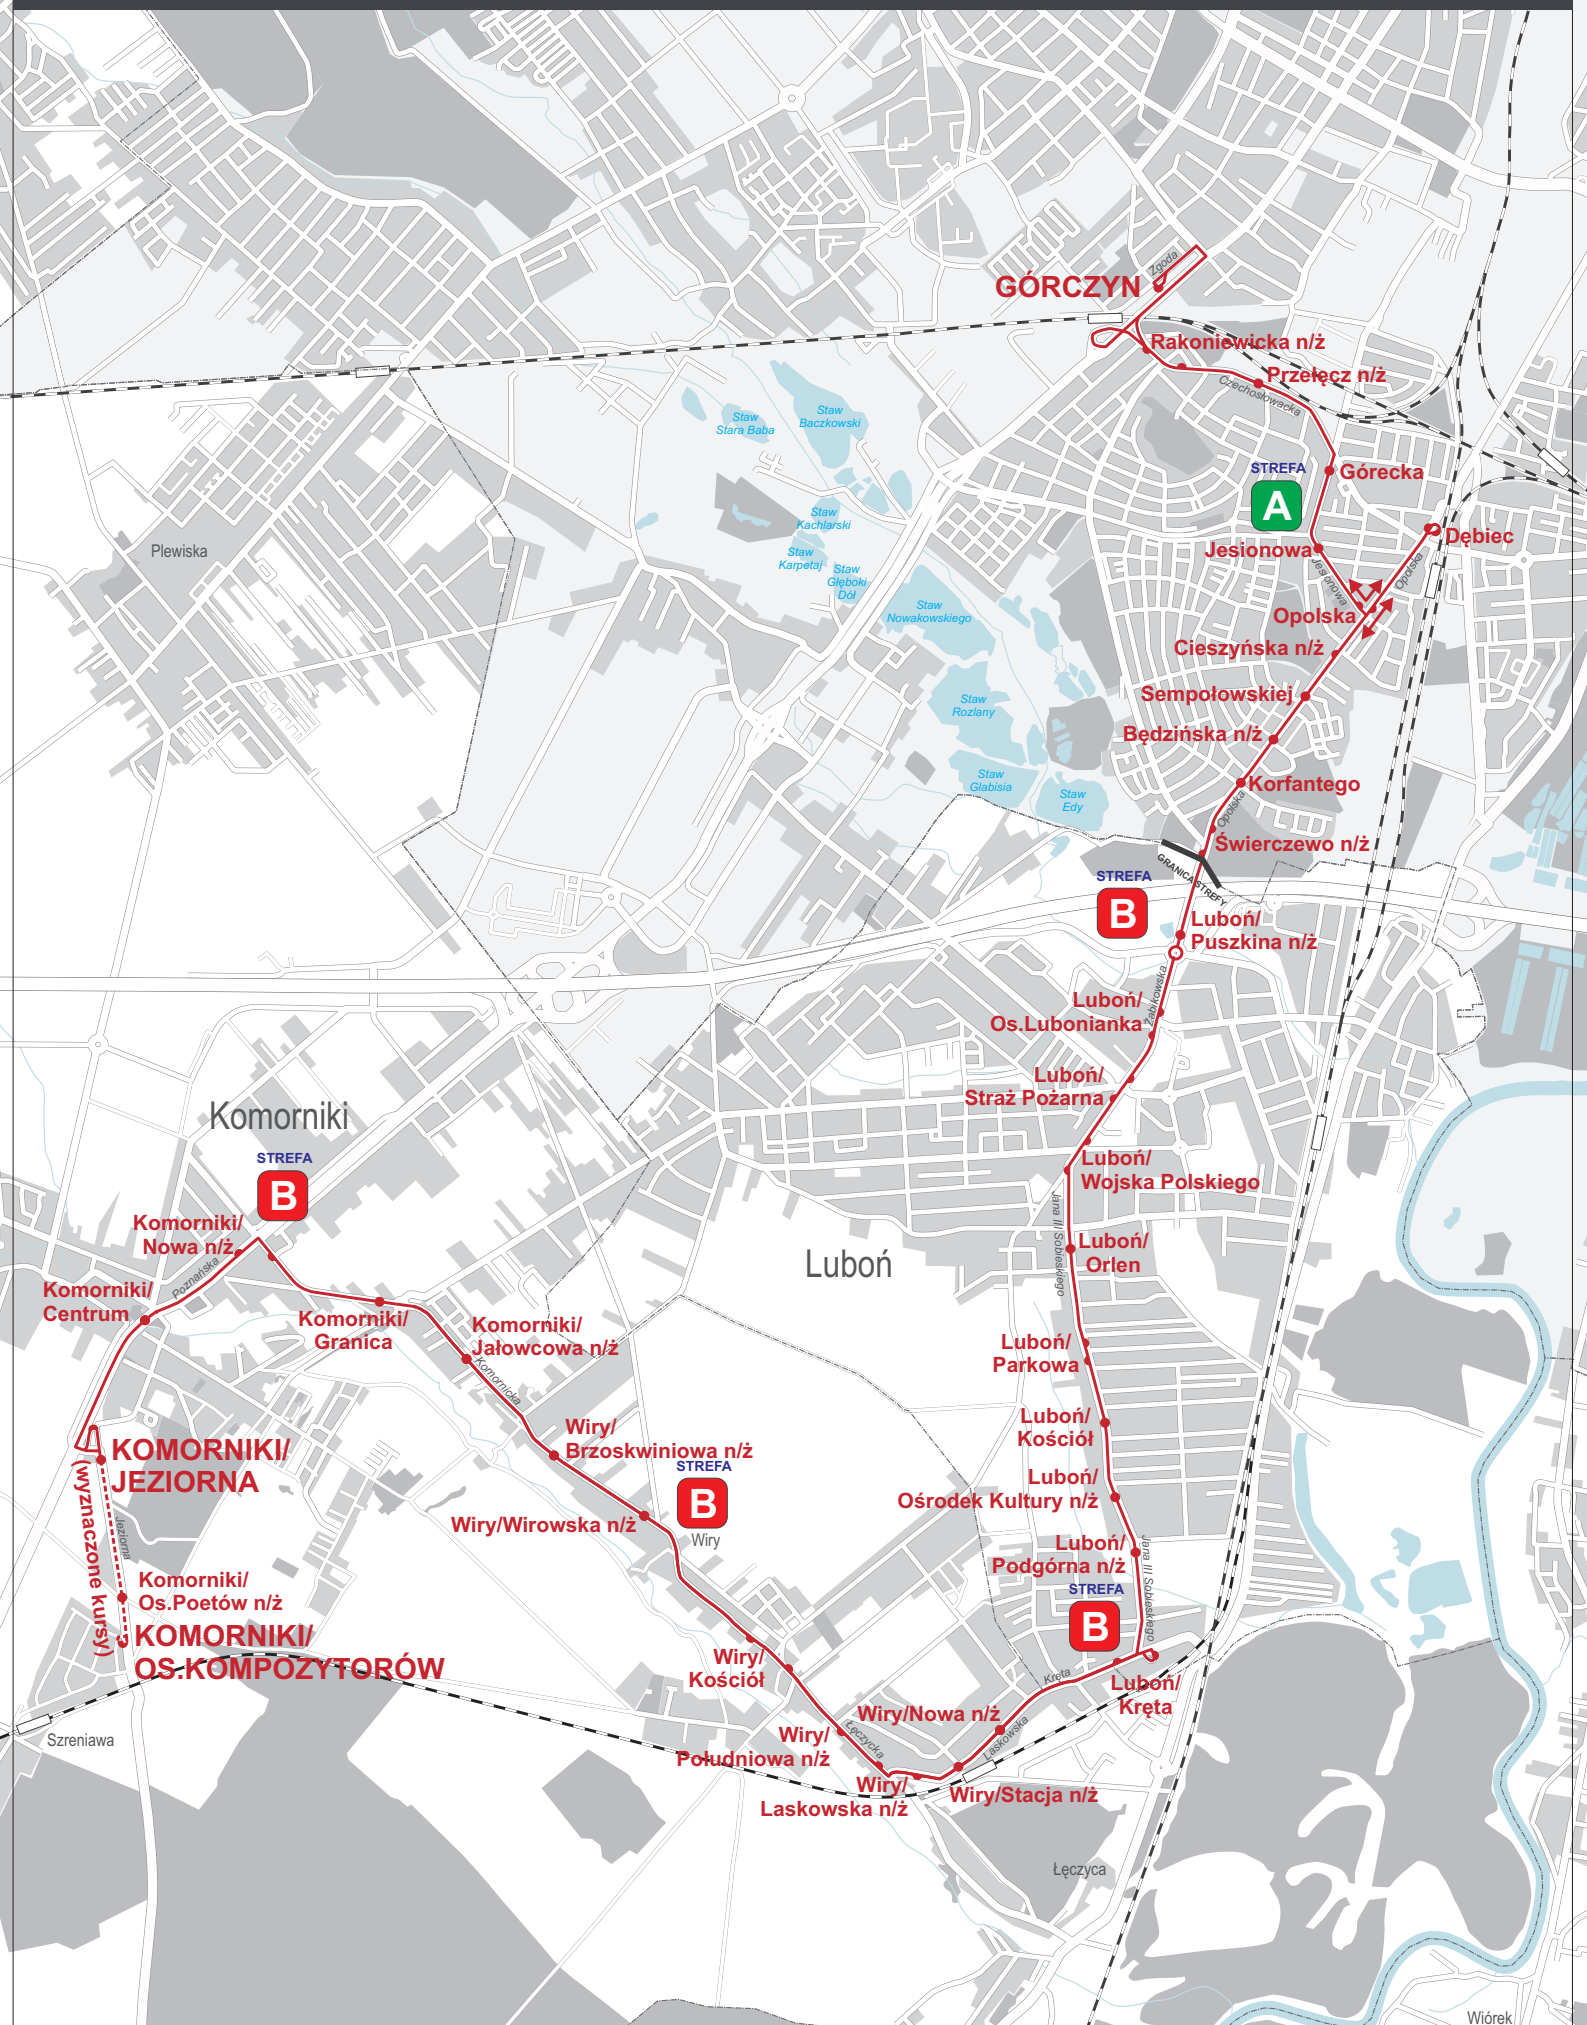 Zgoda
GÓRCZYN
Rakoniewicka n/ż
Przełęcz n/ż
Czechosłowacka
Staw
Stara Baba
Staw
Baczkowski
STREFA
A
Górecka
Staw
Kachlarski
Staw
Karpetaj
Staw
Głęboki
Dół
Dębiec
Plewiska
Jesionowa
Jesionowa
Opolska
Staw
Nowakowskiego
Opolska
Cieszyńska n/ż
Sempołowskiej
Staw
Rozlany
Będzińska n/ż
Staw
Glabisia
Staw
Edy
Korfantego
Opolska
Świerczewo n/ż
GRANICA STREFY
STREFA
B
Luboń/
Puszkina n/ż
Żabikowska
Luboń/
Os.Lubonianka
Luboń/
Straż Pożarna
Komorniki
STREFA
B
Luboń/
Wojska Polskiego
Jana III Sobieskiego
Komorniki/
Nowa n/ż
Poznańska
Luboń
Luboń/
Orlen
Komorniki/
Centrum
Komorniki/
Granica
Komorniki/
Jałowcowa n/ż
Komornicka
Luboń/
Parkowa
Luboń/
Kościół
Wiry/
Brzoskwiniowa n/ż
KOMORNIKI/
JEZIORNA
(wyznaczone kursy)
Jeziorna
STREFA
B
Wiry
Wiry/Wirowska n/ż
Luboń/
Ośrodek Kultury n/ż
Luboń/
Podgórna n/ż
Jana III Sobieskiego
STREFA
B
Komorniki/
Os.Poetów n/ż
KOMORNIKI/
OS.KOMPOZYTORÓW
Wiry/
Kościół
Kręta
Luboń/
Kręta
Szreniawa
Wiry/Nowa n/ż
Laskowska
Łęczycka
Wiry/
Południowa n/ż
Wiry/
Laskowska n/ż
Wiry/Stacja n/ż
Łęczyca
Wiórek